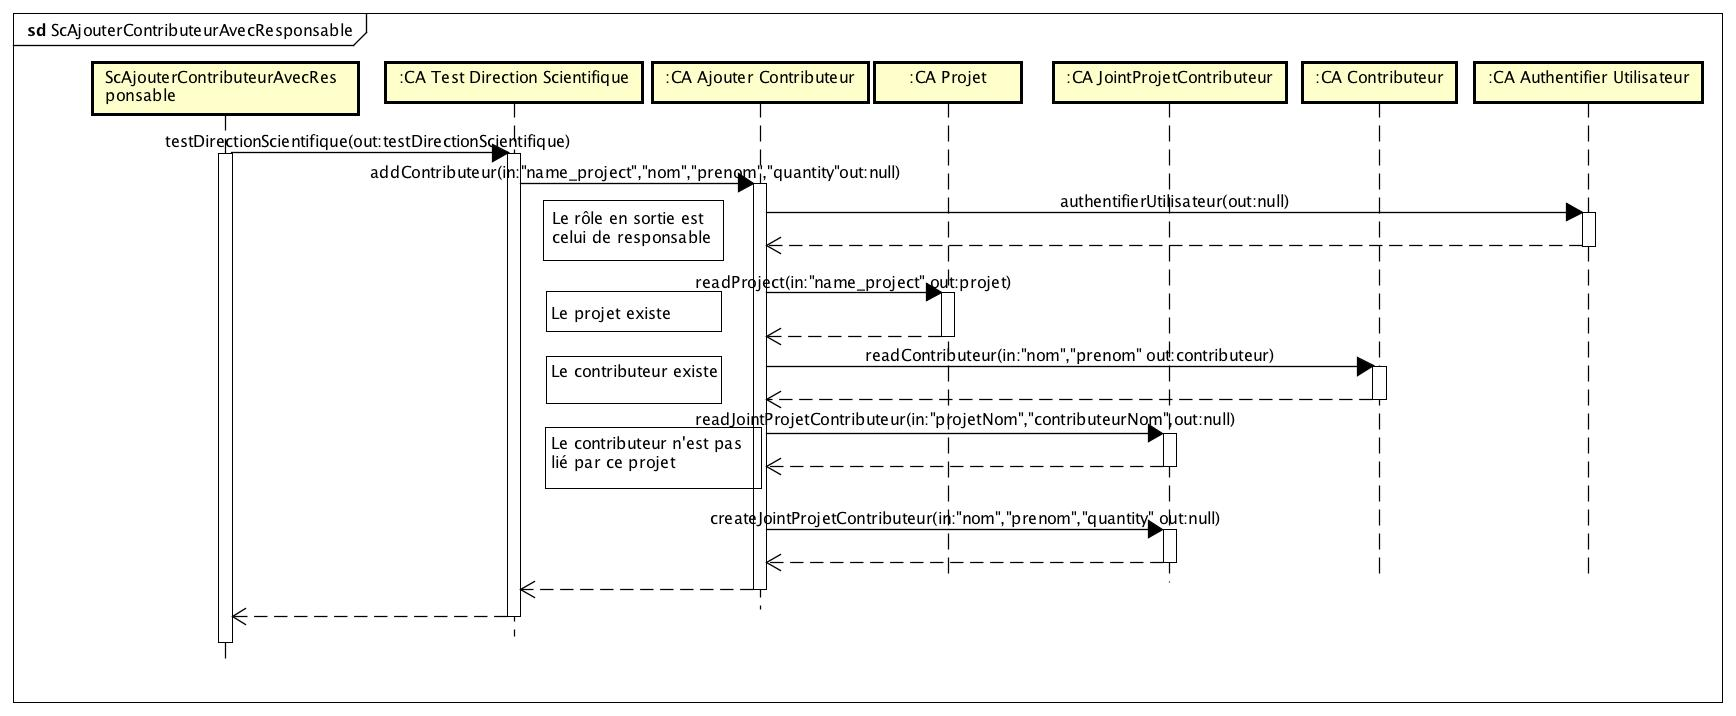 sd ScAjouterContributeurAvecResponsable
ScAjouterContributeurAvecRes
ponsable
:CA Test Direction Scientifique
:CA Ajouter Contributeur
:CA Projet
:CA JointProjetContributeur
:CA Contributeur
:CA Authentifier Utilisateur
testDirectionScientifique(out:testDirectionScientifique)
addContributeur(in:"name_project","nom","prenom","quantity"out:null)
authentifierUtilisateur(out:null)
Le rôle en sortie est
celui de responsable
readProject(in:"name_project" out:projet)
Le projet existe
readContributeur(in:"nom","prenom" out:contributeur)
Le contributeur existe
readJointProjetContributeur(in:"projetNom","contributeurNom",out:null)
Le contributeur n'est pas
lié par ce projet
createJointProjetContributeur(in:"nom","prenom","quantity" out:null)